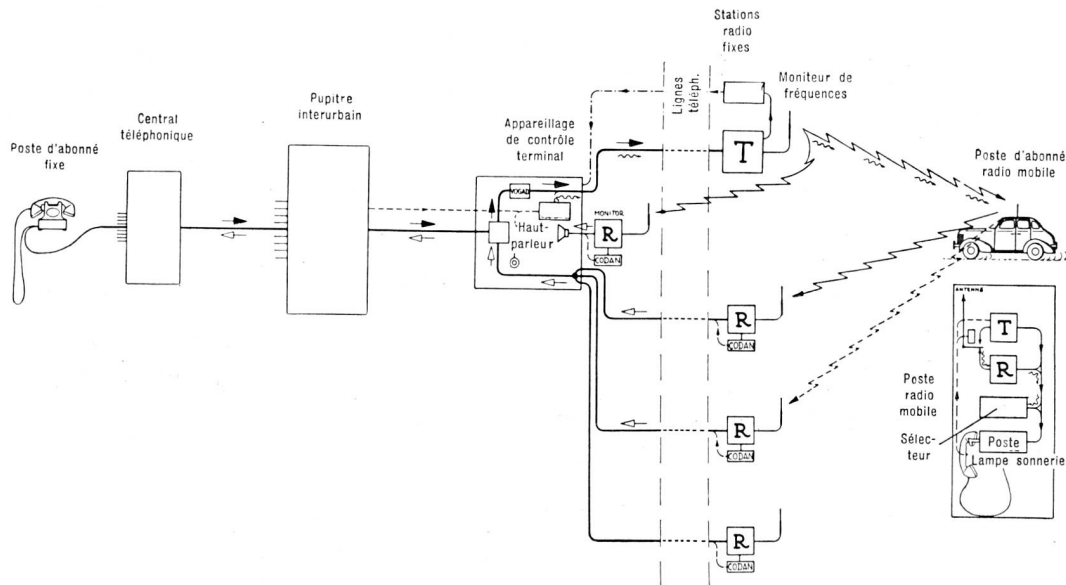 Poste d'abonné
fixe
Central
téléphonique
Pupitre
interurbain
Appareillage
de contrôle
terminal
VOGAD
Haut-
parleur
MONITOR
R
CODAN
Lignes
téléph.
Stations
radio
fixes
Moniteur de
fréquences
T
R
CODAN
R
CODAN
R
CODAN
Poste d'abonné
radio mobile
ANTENNE
T
R
Poste
radio
mobile
Sélec-
teur
Poste
Lampe sonnerie